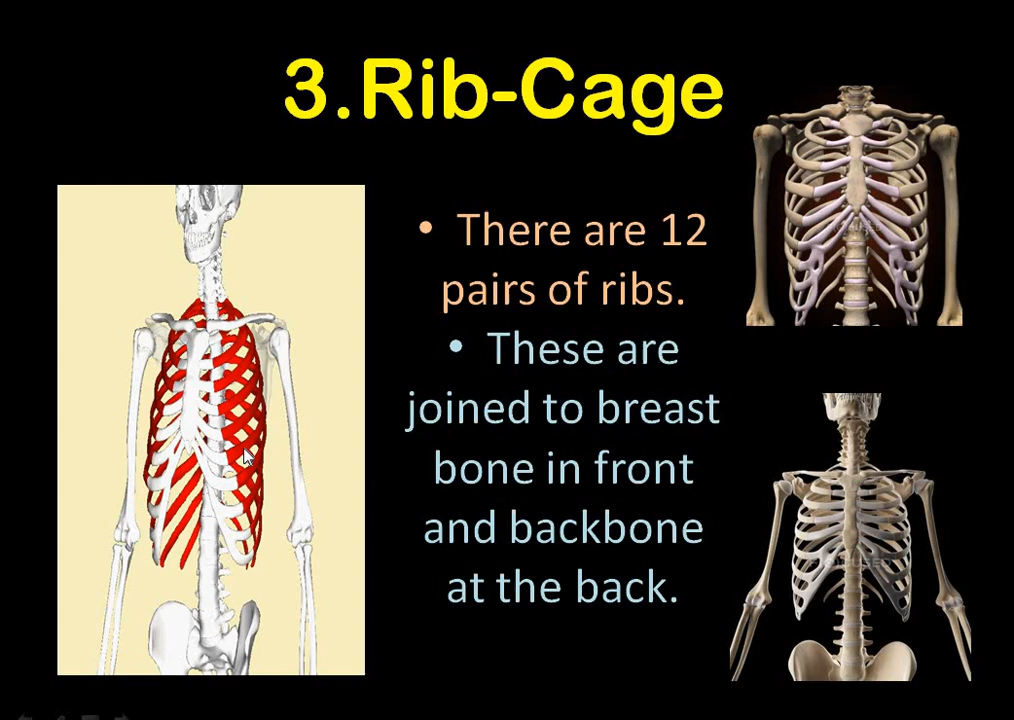 3.Rib-Cage
• There are 12
pairs of ribs.
• These are
joined to breast
bone in front
and backbone
at the back.